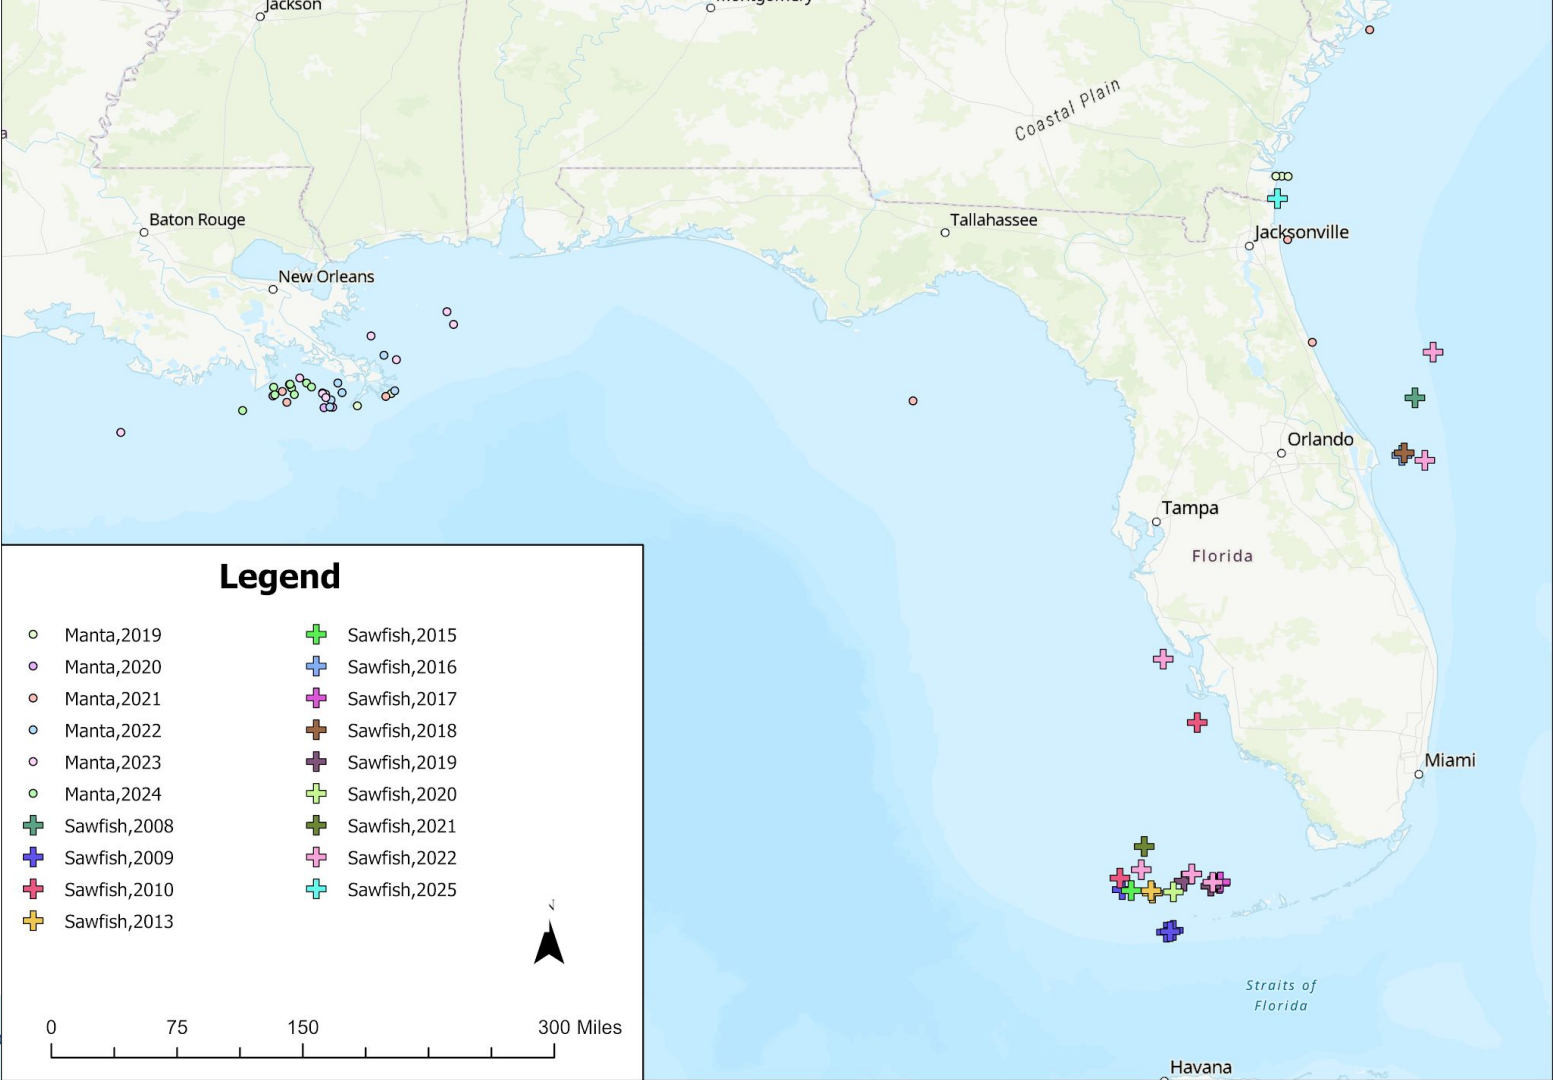 Jackson
Montgomery
a
Coastal Plain
Baton Rouge
Tallahassee
Jacksonville
New Orleans
Orlando
Tampa
Florida
Miami
Straits of
Florida
Havana
Legend
Manta,2019
Manta,2020
Manta,2021
Manta,2022
Manta,2023
Manta,2024
Sawfish,2008
Sawfish,2009
Sawfish,2010
Sawfish,2013
Sawfish,2015
Sawfish,2016
Sawfish,2017
Sawfish,2018
Sawfish,2019
Sawfish,2020
Sawfish,2021
Sawfish,2022
Sawfish,2025
N
0 75 150 300 Miles